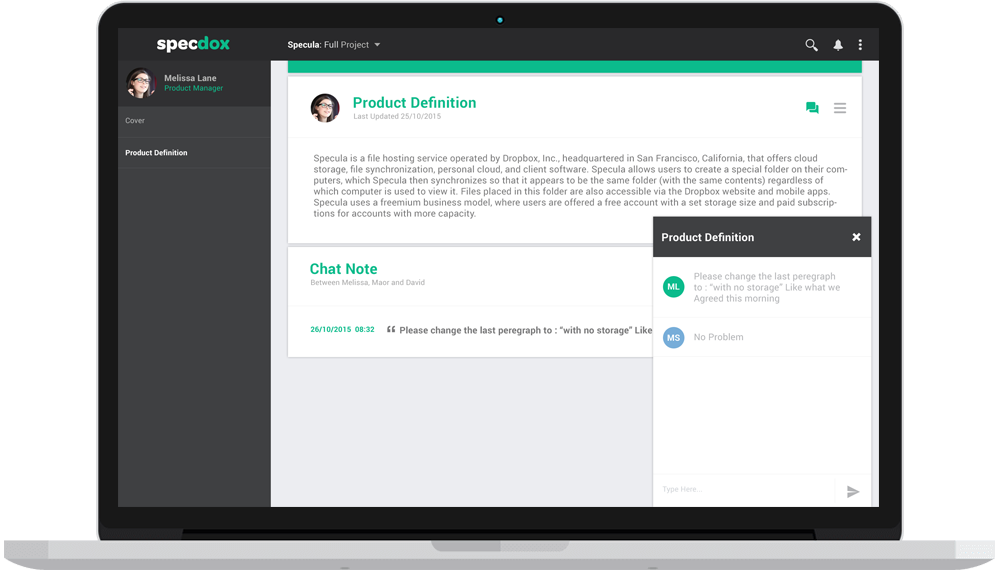 specdox
Specula: Full Project
Melissa Lane
Product Manager
Cover
Product Definition
Product Definition
Last Updated 25/10/2015
Specula is a file hosting service operated by Dropbox, Inc., headquartered in San Francisco, California, that offers cloud
storage, file synchronization, personal cloud, and client software. Specula allows users to create a special folder on their com-
puters, which Specula then synchronizes so that it appears to be the same folder (with the same contents) regardless of
which computer is used to view it. Files placed in this folder are also accessible via the Dropbox website and mobile apps.
Specula uses a freemium business model, where users are offered a free account with a set storage size and paid subscrip-
tions for accounts with more capacity.
Chat Note
Between Melissa, Maor and David
26/10/2015 08:32 “ Please change the last peregraph to : “with no storage” Like
Product Definition
ML
Please change the last peregraph
to : “with no storage” Like what we
Agreed this morning
MS
No Problem
Type Here...